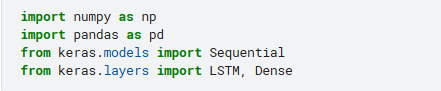 import numpy as np
import pandas as pd
from keras.models import Sequential
from keras.layers import LSTM, Dense